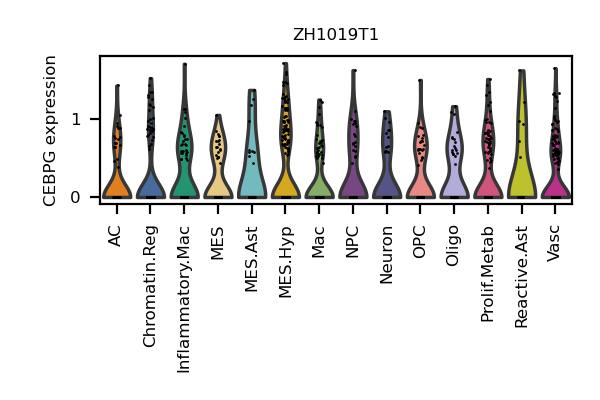 ZH1019T1
CEBPG expression
1
0
AC
Chromatin.Reg
Inflammatory.Mac
MES
MES.Ast
MES.Hyp
Mac
NPC
Neuron
OPC
Oligo
Prolif.Metab
Reactive.Ast
Vasc